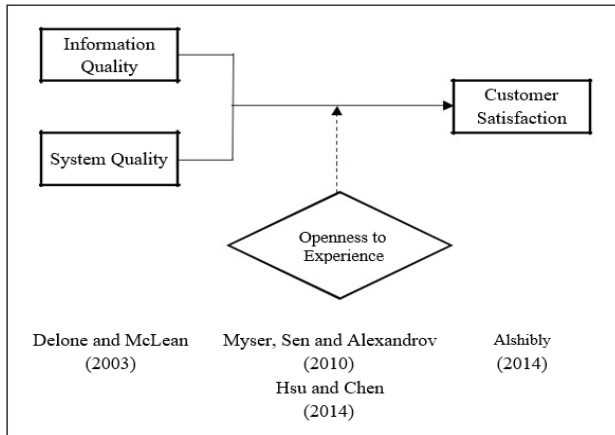 Information
Quality
Customer
Satisfaction
System Quality
Openness to
Experience
Delone and McLean
(2003)
Myser, Sen and Alexandrov
(2010)
Hsu and Chen
(2014)
Alshibly
(2014)